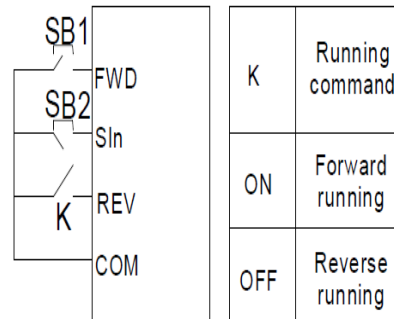 SB1
FWD
SB2
SIn
REV
K
COM
K
Running
command
ON
Forward
running
OFF
Reverse
running